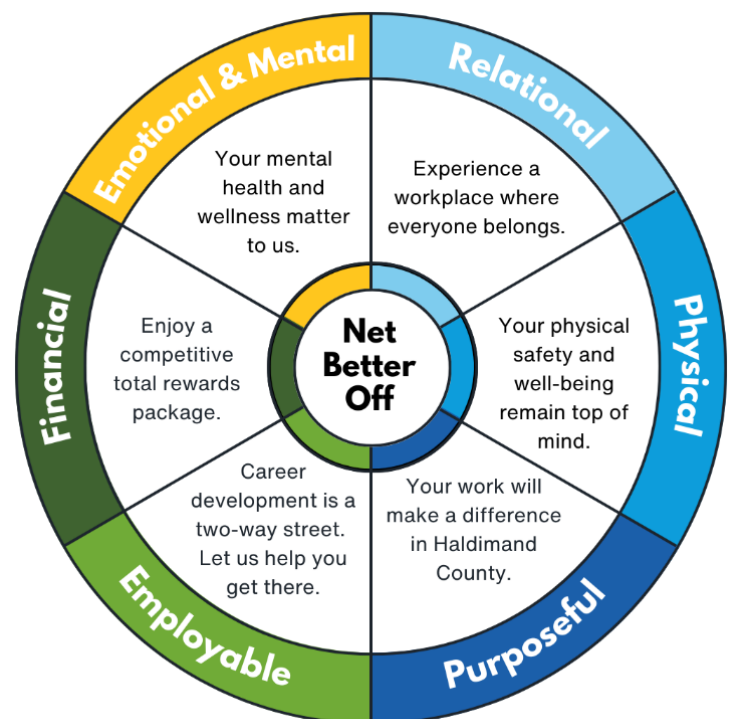 Emotional & Mental
Your mental
health and
wellness matter
to us.
Relational
Experience a
workplace where
everyone belongs.
Physical
Your physical
safety and
well-being
remain top of
mind.
Purposeful
Your work will
make a difference
in Haldimand
County.
Employable
Career
development is a
two-way street.
Let us help you
get there.
Financial
Enjoy a
competitive
total rewards
package.
Net
Better
Off